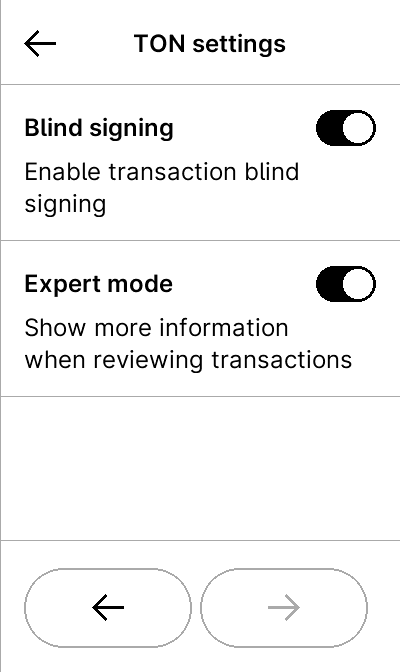 TON settings
Blind signing
Enable transaction blind
signing
Expert mode
Show more information
when reviewing transactions